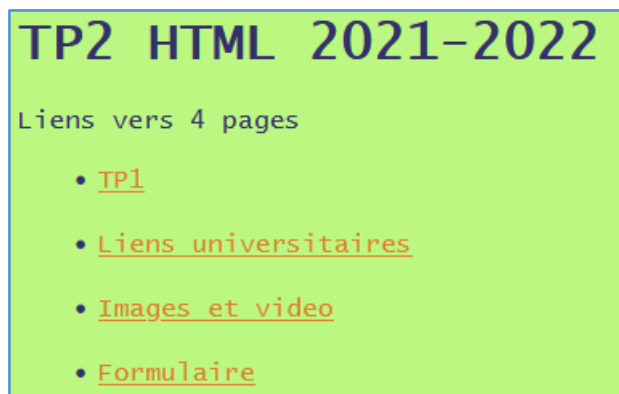 TP2 HTML 2021-2022
Liens vers 4 pages
• TP1
• Liens universitaires
• Images et video
• Formulaire